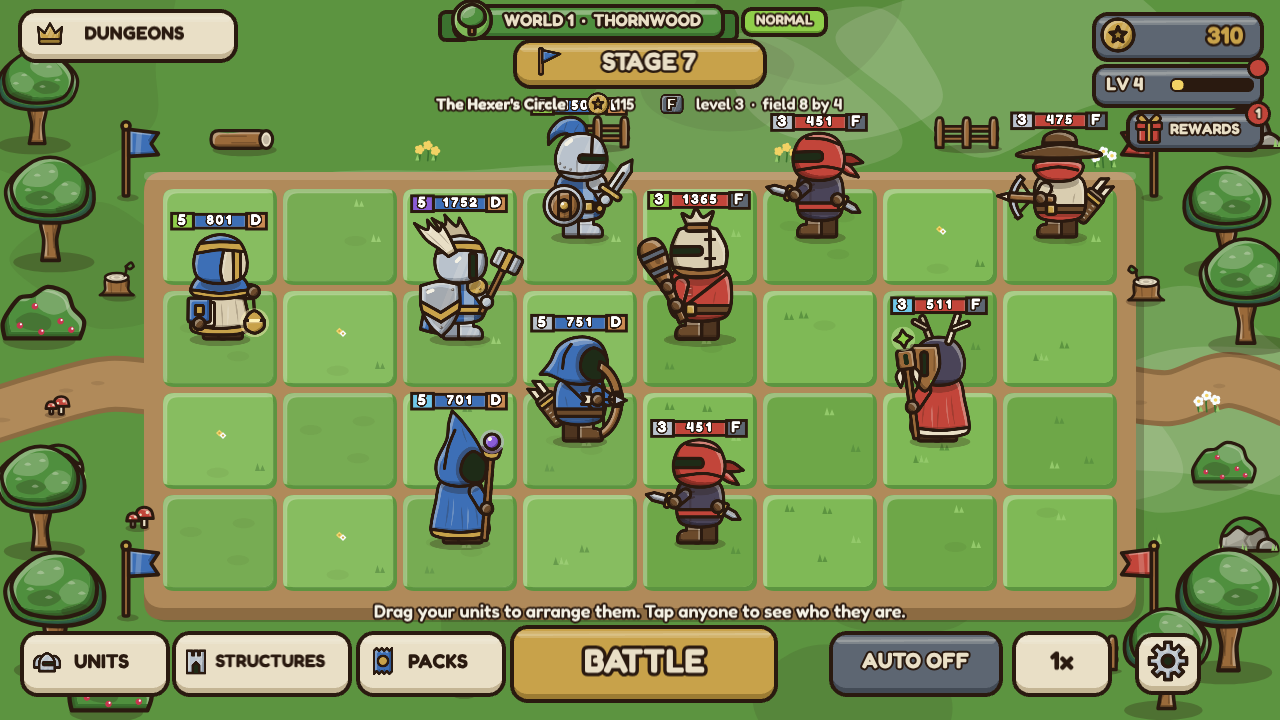 DUNGEONS
WORLD 1 • THORNWOOD
NORMAL
STAGE 7
310
LV 4
The Hexer's Circle
115
F level 3 • field 8 by 4
1
REWARDS
3 451 F
3 475 F
5 1752 D
3 1365 F
5 801 D
3 511 F
5 751 D
5 701 D
3 451 F
Drag your units to arrange them. Tap anyone to see who they are.
UNITS
STRUCTURES
PACKS
BATTLE
AUTO OFF
1x